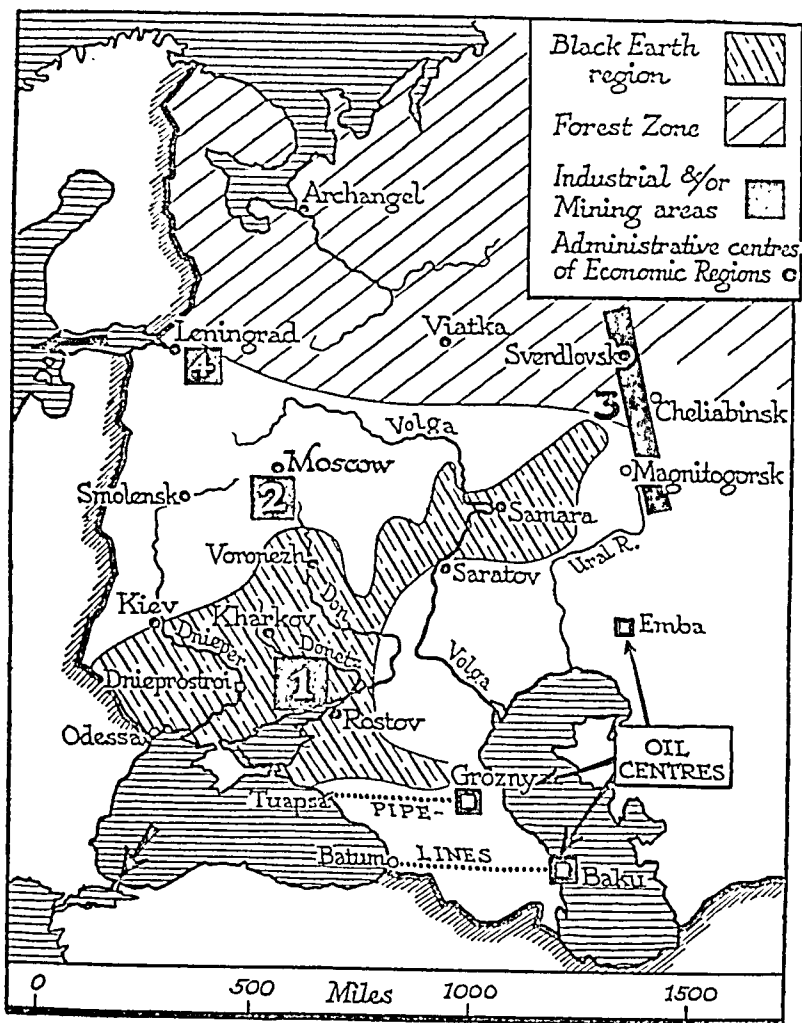 Black Earth
region
Forest Zone
Industrial &/or
Mining areas
Administrative centres
of Economic Regions
Archangel
Leningrad
4
Viatka
Sverdlovsk
3
Cheliabinsk
Volga
Moscow
Magnitogorsk
Smolensk
2
Samara
Voronezh
Saratov
Ural R.
Kiev
Kharkov
Don
Dnieper
Donetz
Emba
Volga
Dnieprostroi
1
Rostov
Odessa
OIL
CENTRES
Groznyi
Tuapsa
PIPE-
Batum
LINES
Baku
0 500 Miles 1000 1500